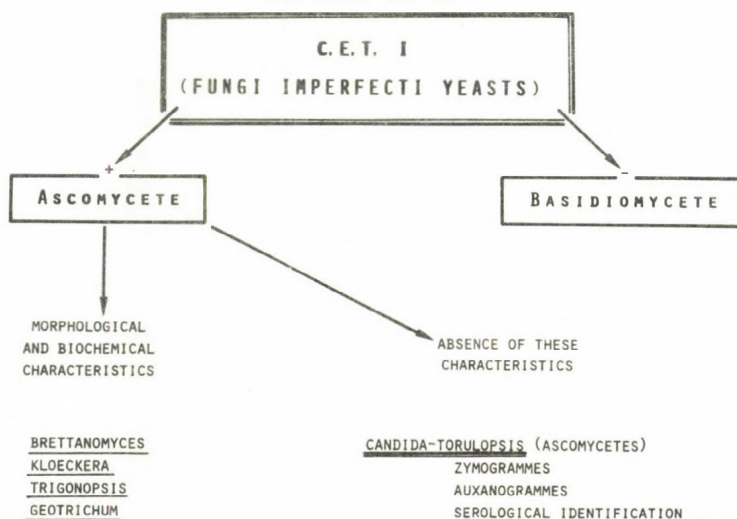 C.E.T. I
(FUNGI IMPERFECTI YEASTS)
+
-
ASCOMYCETE
BASIDIOMYCETE
MORPHOLOGICAL
AND BIOCHEMICAL
CHARACTERISTICS
ABSENCE OF THESE
CHARACTERISTICS
BRETTANOMYCES
KLOECKERA
TRIGONOPSIS
GEOTRICHUM
CANDIDA-TORULOPSIS (ASCOMYCETES)
ZYMOGRAMMES
AUXANOGRAMMES
SEROLOGICAL IDENTIFICATION